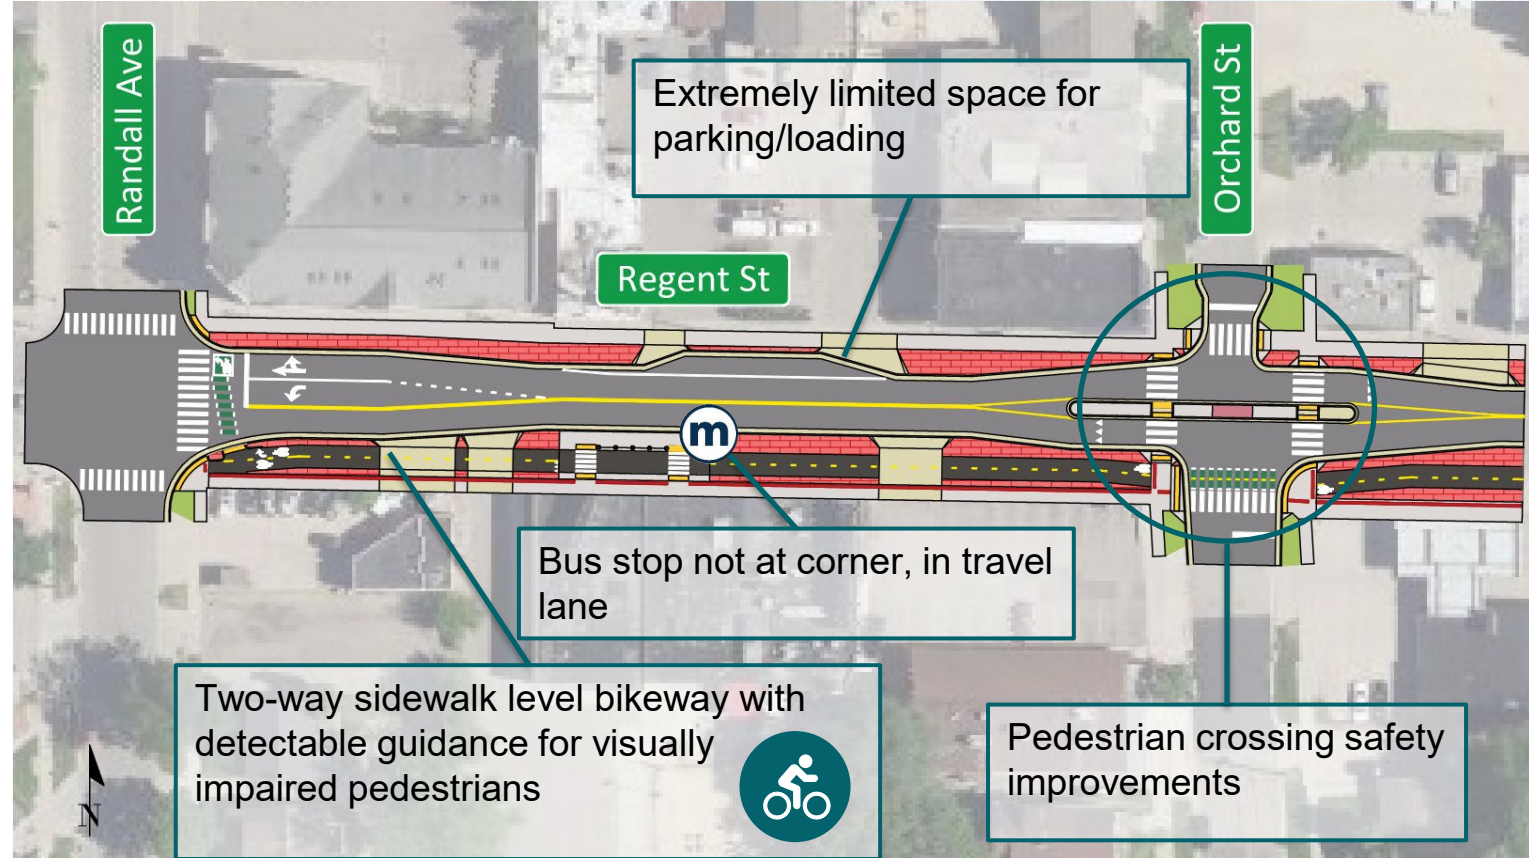 Randall Ave
Extremely limited space for
parking/loading
Orchard St
Regent St
m
Bus stop not at corner, in travel
lane
Two-way sidewalk level bikeway with
detectable guidance for visually
impaired pedestrians
Pedestrian crossing safety
improvements
N